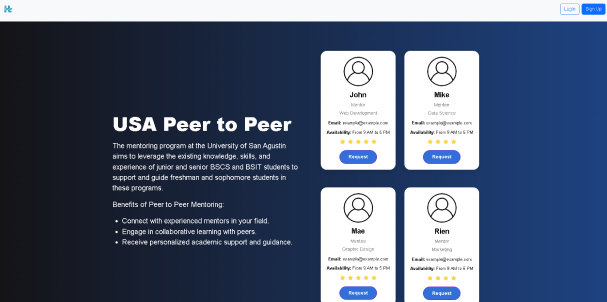 Login
Sign Up
USA Peer to Peer
The mentoring program at the University of San Agustin
aims to leverage the existing knowledge, skills, and
experience of junior and senior BSCS and BSIT students to
support and guide freshman and sophomore students in
these programs.
Benefits of Peer to Peer Mentoring:
• Connect with experienced mentors in your field.
• Engage in collaborative learning with peers.
• Receive personalized academic support and guidance.
John
Mentor
Web Development
Email: example@example.com
Availability: From 9 AM to 5 PM
Request
Mike
Mentee
Data Science
Email: example@example.com
Availability: From 9 AM to 5 PM
Request
Mae
Mentee
Graphic Design
Email: example@example.com
Availability: From 9 AM to 5 PM
Request
Rien
Mentor
Marketing
Email: example@example.com
Availability: From 9 AM to 5 PM
Request